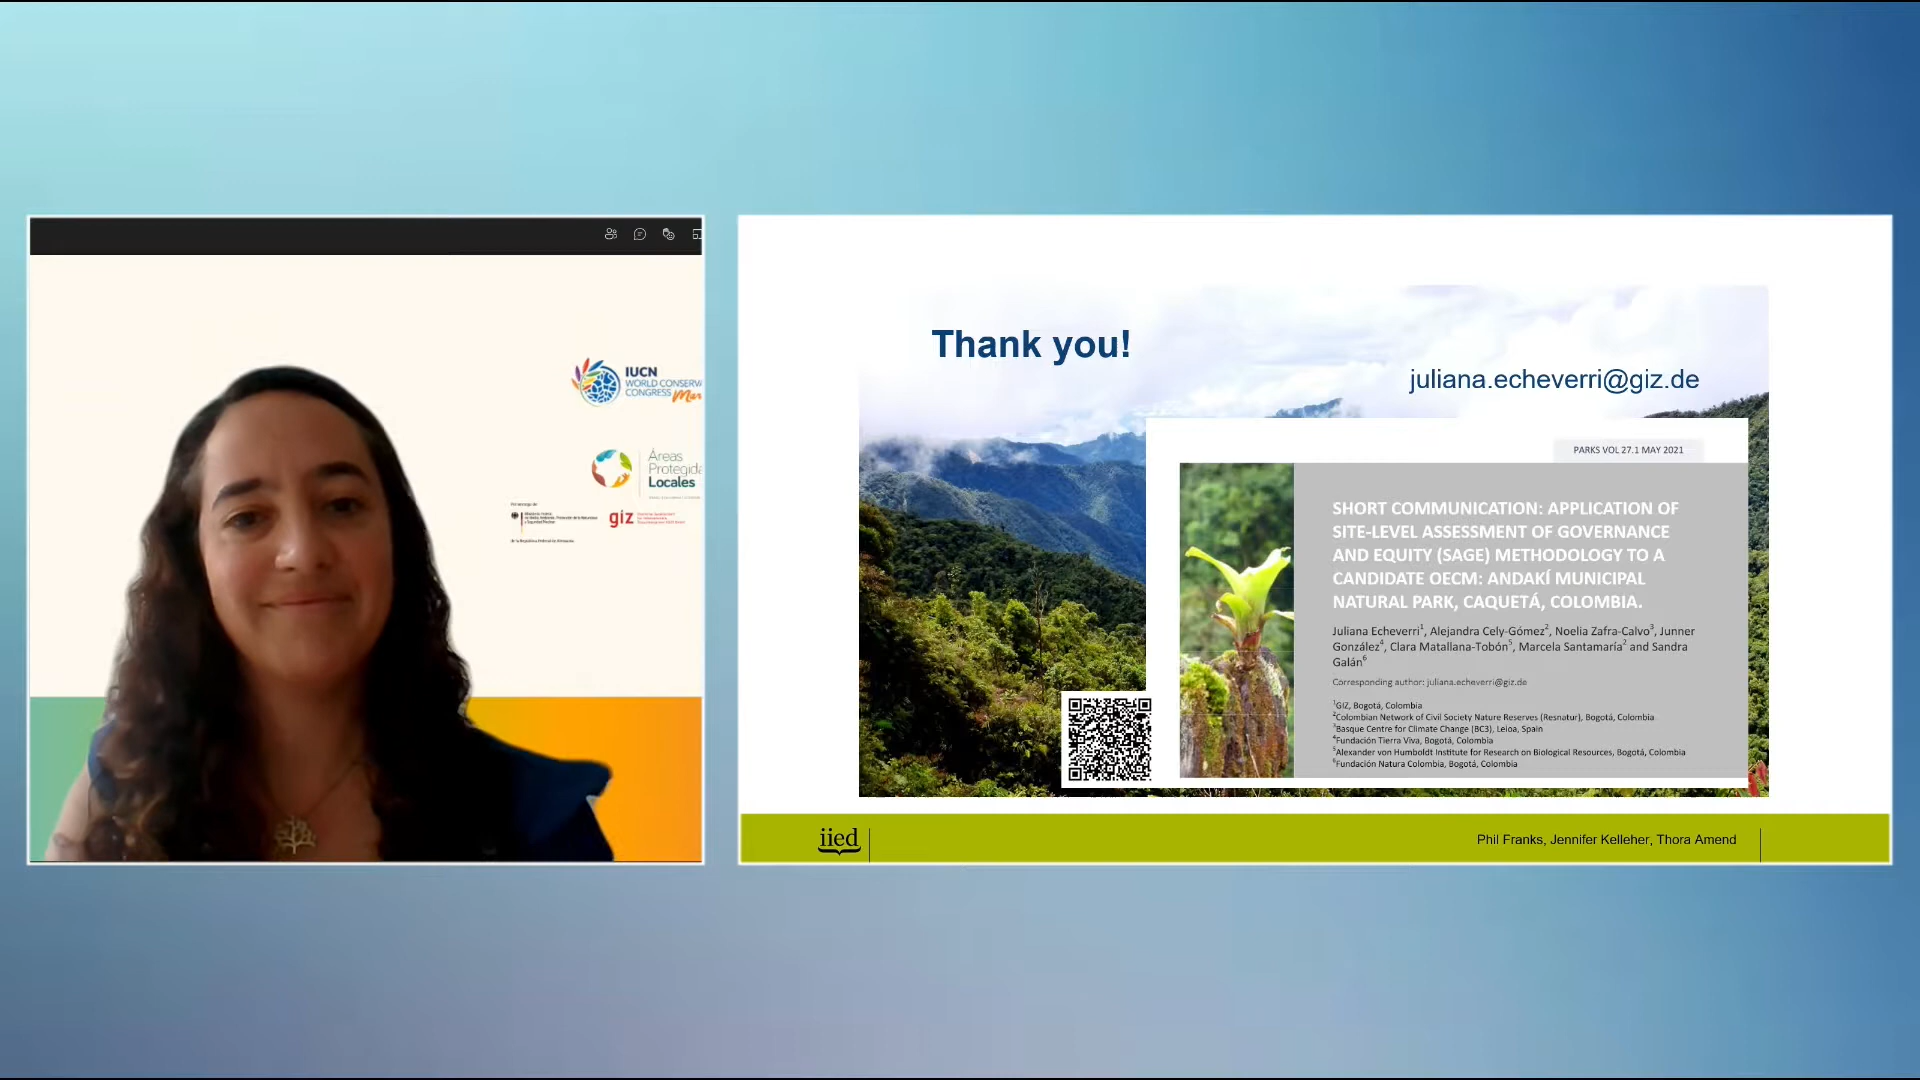 IUCN
WORLD CONSERV
CONGRESS
Mar
Áreas
Protegida
Locales
giz
Thank you!
juliana.echeverri@giz.de
PARKS VOL 27.1 MAY 2021
SHORT COMMUNICATION: APPLICATION OF
SITE-LEVEL ASSESSMENT OF GOVERNANCE
AND EQUITY (SAGE) METHODOLOGY TO A
CANDIDATE OECM: ANDAKÍ MUNICIPAL
NATURAL PARK, CAQUETÁ, COLOMBIA.
Juliana Echeverri¹, Alejandra Cely-Gómez², Noelia Zafra-Calvo³, Junner
González⁴, Clara Matallana-Tobón⁵, Marcela Santamaría² and Sandra
Galán⁶
Corresponding author: juliana.echeverri@giz.de
¹GIZ, Bogotá, Colombia
²Colombian Network of Civil Society Nature Reserves (Resnatur), Bogotá, Colombia
³Basque Centre for Climate Change (BC3), Leioa, Spain
⁴Fundación Tierra Viva, Bogotá, Colombia
⁵Alexander von Humboldt Institute for Research on Biological Resources, Bogotá, Colombia
⁶Fundación Natura Colombia, Bogotá, Colombia
iied
Phil Franks, Jennifer Kelleher, Thora Amend